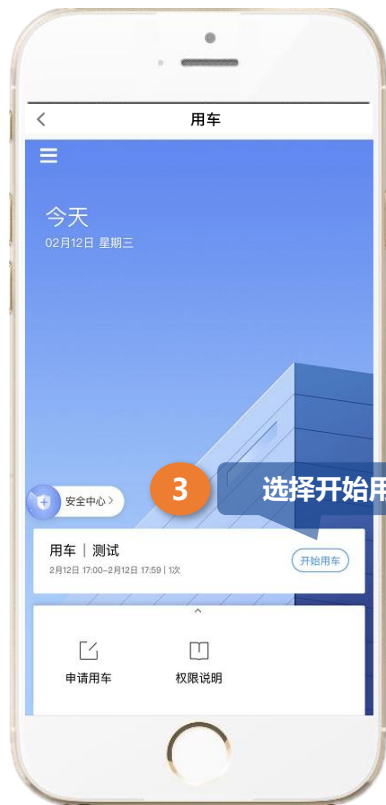 用车
今天
02月12日 星期三
安全中心
3
选择开始用
用车｜测试
2月12日 17:00-2月12日 17:59 | 1次
开始用车
申请用车
权限说明